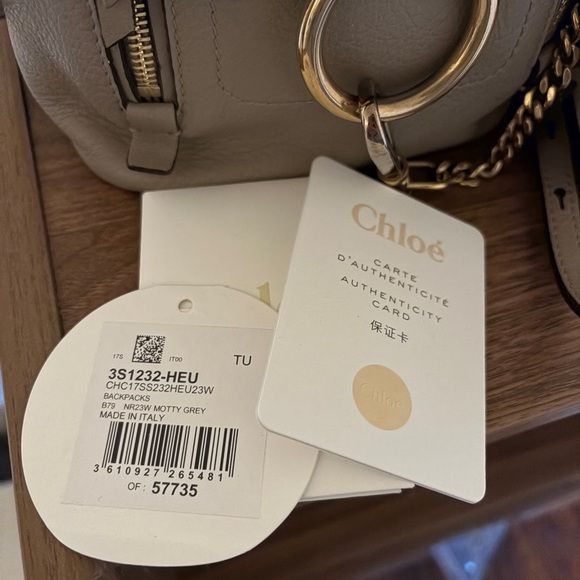 Chloé
CARTE
D'AUTHENTICITÉ
AUTHENTICITY
CARD
保证卡
Chloé
17S IT00 TU
3S1232-HEU
CHC17SS232HEU23W
BACKPACKS
B79 NR23W MOTTY GREY
MADE IN ITALY
3 610927 265481
OF: 57735